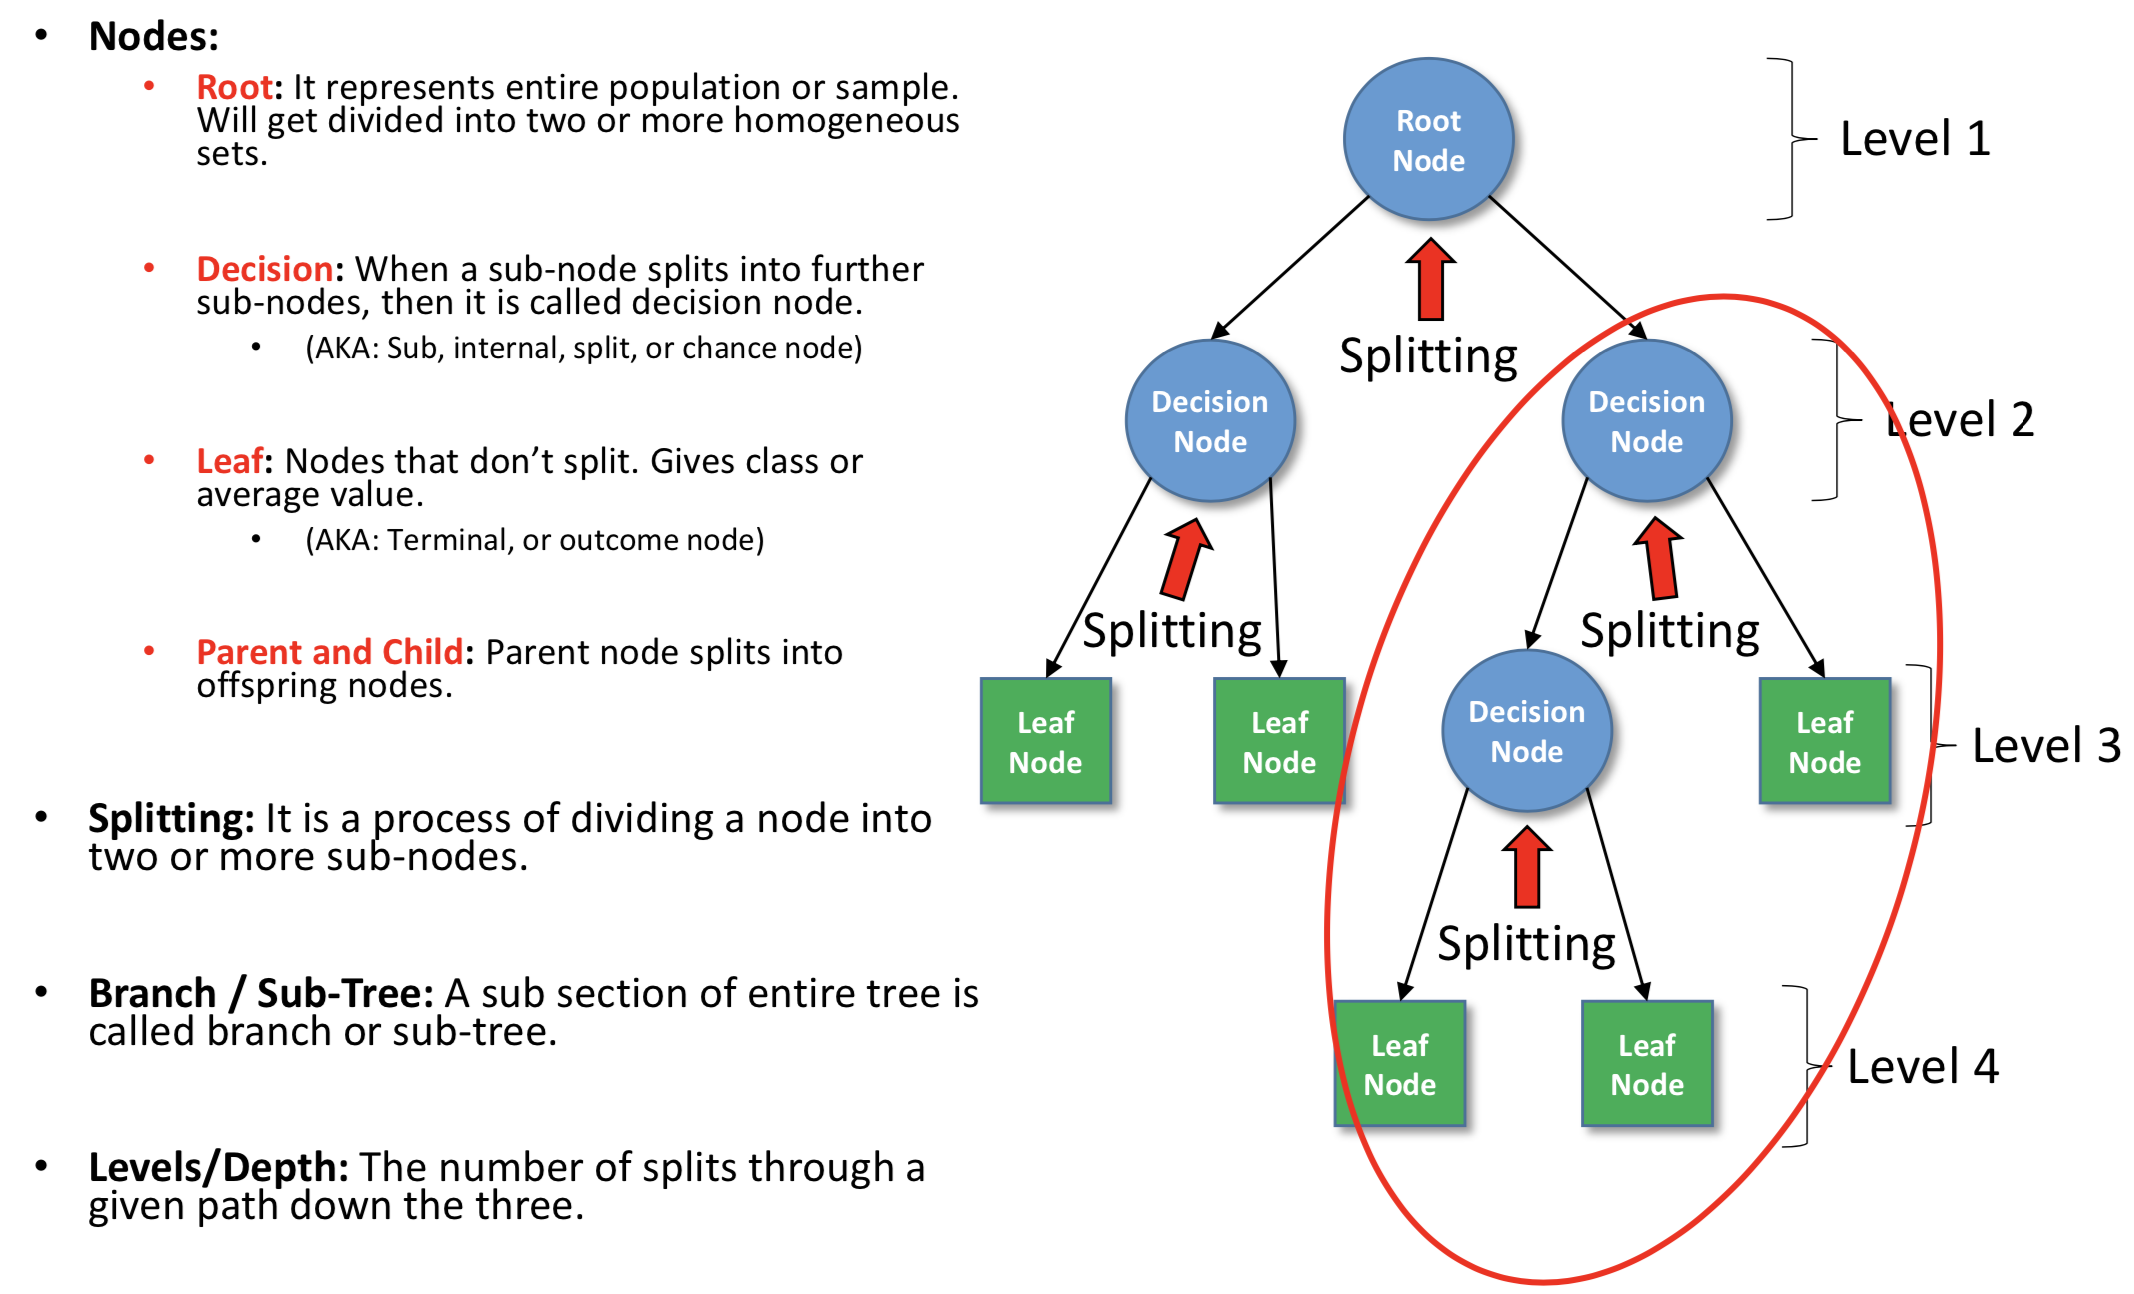 • Nodes:
• Root: It represents entire population or sample.
Will get divided into two or more homogeneous
sets.
• Decision: When a sub-node splits into further
sub-nodes, then it is called decision node.
• (AKA: Sub, internal, split, or chance node)
• Leaf: Nodes that don’t split. Gives class or
average value.
• (AKA: Terminal, or outcome node)
• Parent and Child: Parent node splits into
offspring nodes.
• Splitting: It is a process of dividing a node into
two or more sub-nodes.
• Branch / Sub-Tree: A sub section of entire tree is
called branch or sub-tree.
• Levels/Depth: The number of splits through a
given path down the three.
Root
Node
Level 1
Splitting
Decision
Node
Decision
Node
Level 2
Splitting
Splitting
Leaf
Node
Leaf
Node
Decision
Node
Leaf
Node
Level 3
Splitting
Leaf
Node
Leaf
Node
Level 4